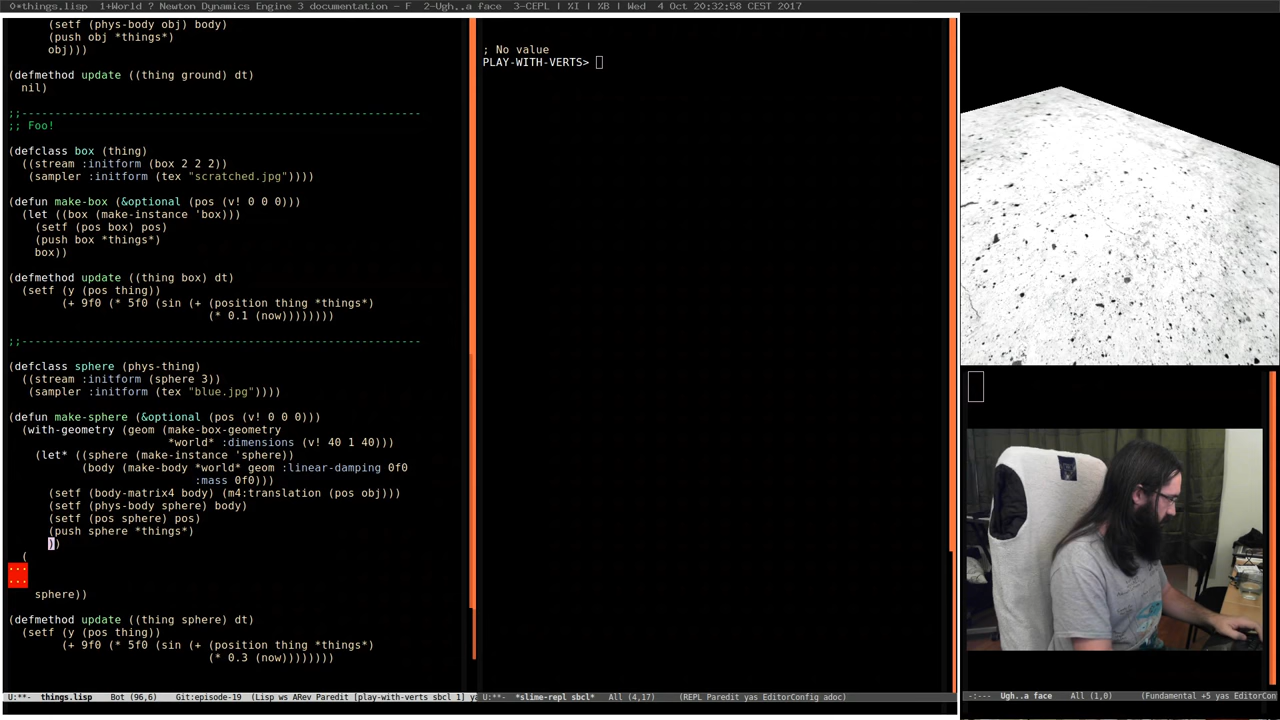 0*things.lisp  1+World ? Newton Dynamics Engine 3 documentation - F  2-Ugh..a face  3-CEPL | %I | %B | Wed  4 Oct 20:32:58 CEST 2017
(setf (phys-body obj) body)
(push obj *things*)
obj)))
(defmethod update ((thing ground) dt)
nil)
;;------------------------------------------------------------
;; Foo!
(defclass box (thing)
((stream :initform (box 2 2 2))
(sampler :initform (tex "scratched.jpg"))))
(defun make-box (&optional (pos (v! 0 0 0)))
(let ((box (make-instance 'box)))
(setf (pos box) pos)
(push box *things*)
box))
(defmethod update ((thing box) dt)
(setf (y (pos thing))
(+ 9f0 (* 5f0 (sin (+ (position thing *things*)
(* 0.1 (now))))))))
;;------------------------------------------------------------
(defclass sphere (phys-thing)
((stream :initform (sphere 3))
(sampler :initform (tex "blue.jpg"))))
(defun make-sphere (&optional (pos (v! 0 0 0)))
(with-geometry (geom (make-box-geometry
*world* :dimensions (v! 40 1 40)))
(let* ((sphere (make-instance 'sphere))
(body (make-body *world* geom :linear-damping 0f0
:mass 0f0)))
(setf (body-matrix4 body) (m4:translation (pos obj)))
(setf (phys-body sphere) body)
(setf (pos sphere) pos)
(push sphere *things*)
))
(
...
...
sphere))
(defmethod update ((thing sphere) dt)
(setf (y (pos thing))
(+ 9f0 (* 5f0 (sin (+ (position thing *things*)
(* 0.3 (now))))))))
U:**-  things.lisp    Bot (96,6)    Git:episode-19  (Lisp ws ARev Paredit [play-with-verts sbcl 1] ya
; No value
PLAY-WITH-VERTS>
U:**-  *slime-repl sbcl*   All (4,17)     (REPL Paredit yas EditorConfig adoc)
-:---  Ugh..a face    All (1,0)     (Fundamental +5 yas EditorCon